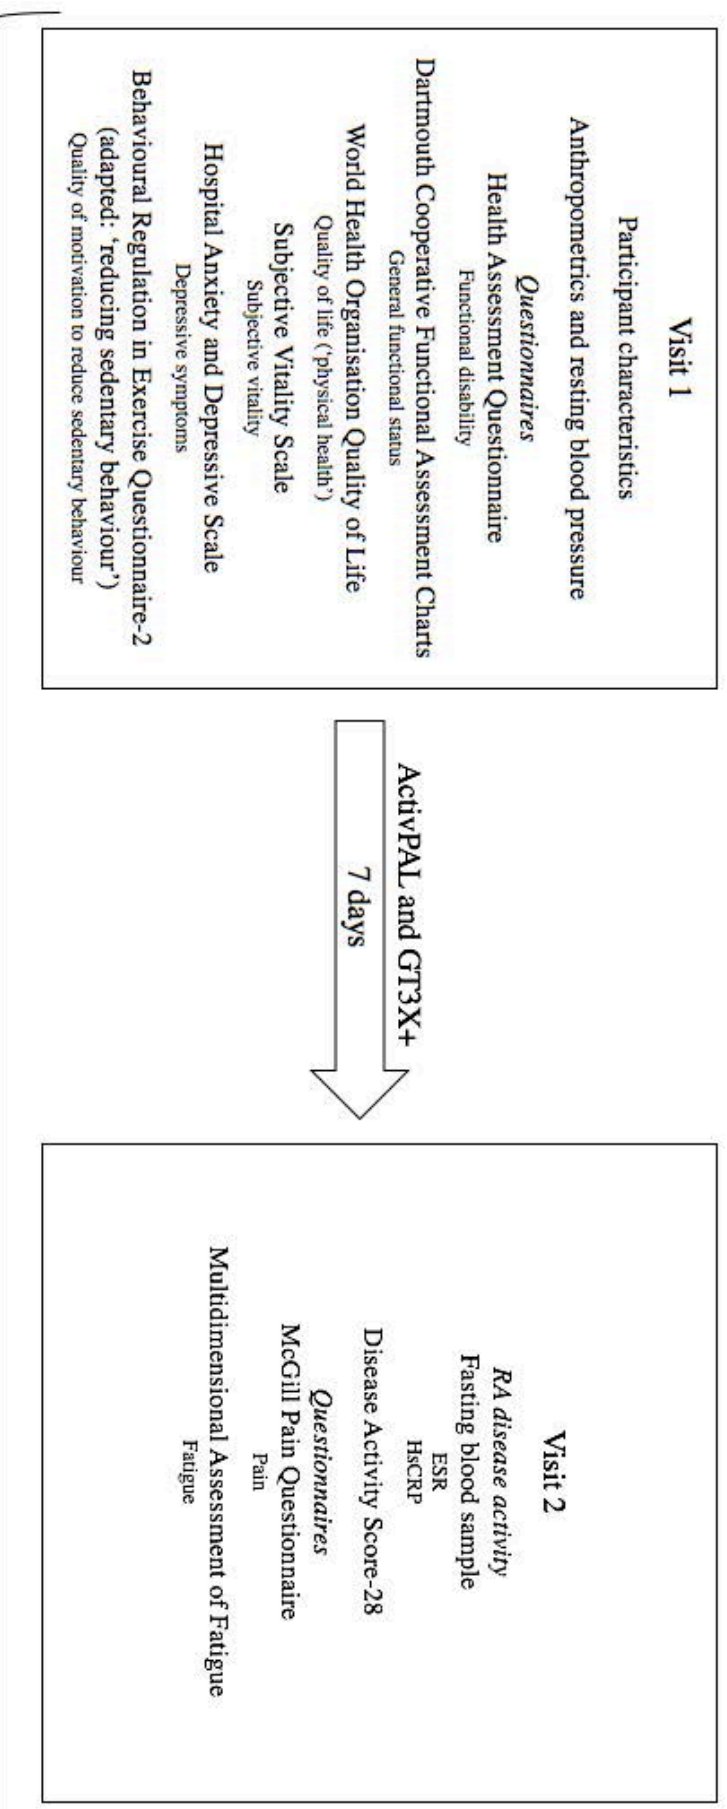 Visit 1
Participant characteristics
Anthropometrics and resting blood pressure
Questionnaires
Health Assessment Questionnaire
Functional disability
Dartmouth Cooperative Functional Assessment Charts
General functional status
World Health Organisation Quality of Life
Quality of life (‘physical health’)
Subjective Vitality Scale
Subjective vitality
Hospital Anxiety and Depressive Scale
Depressive symptoms
Behavioural Regulation in Exercise Questionnaire-2
(adapted: ‘reducing sedentary behaviour’)
Quality of motivation to reduce sedentary behaviour
ActivPAL and GT3X+
7 days
Visit 2
RA disease activity
Fasting blood sample
ESR
HsCRP
Disease Activity Score-28
Questionnaires
McGill Pain Questionnaire
Pain
Multidimensional Assessment of Fatigue
Fatigue